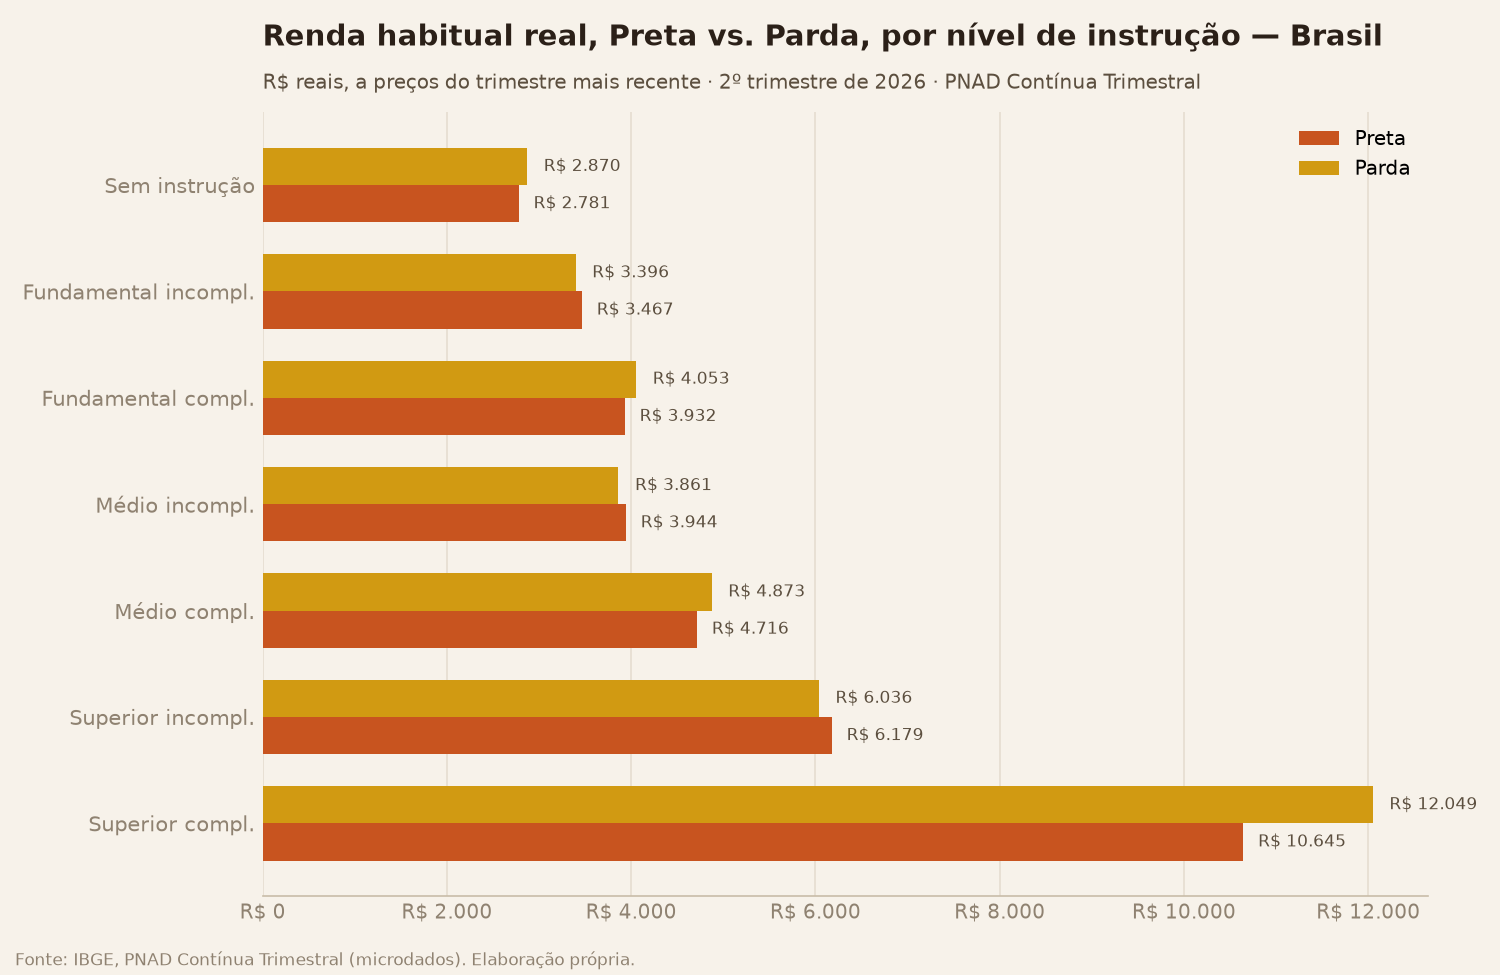 Renda habitual real, Preta vs. Parda, por nível de instrução — Brasil
R$ reais, a preços do trimestre mais recente · 2º trimestre de 2026 · PNAD Contínua Trimestral
Preta
Parda
Sem instrução
R$ 2.870
R$ 2.781
Fundamental incompl.
R$ 3.396
R$ 3.467
Fundamental compl.
R$ 4.053
R$ 3.932
Médio incompl.
R$ 3.861
R$ 3.944
Médio compl.
R$ 4.873
R$ 4.716
Superior incompl.
R$ 6.036
R$ 6.179
Superior compl.
R$ 12.049
R$ 10.645
R$ 0 R$ 2.000 R$ 4.000 R$ 6.000 R$ 8.000 R$ 10.000 R$ 12.000
Fonte: IBGE, PNAD Contínua Trimestral (microdados). Elaboração própria.